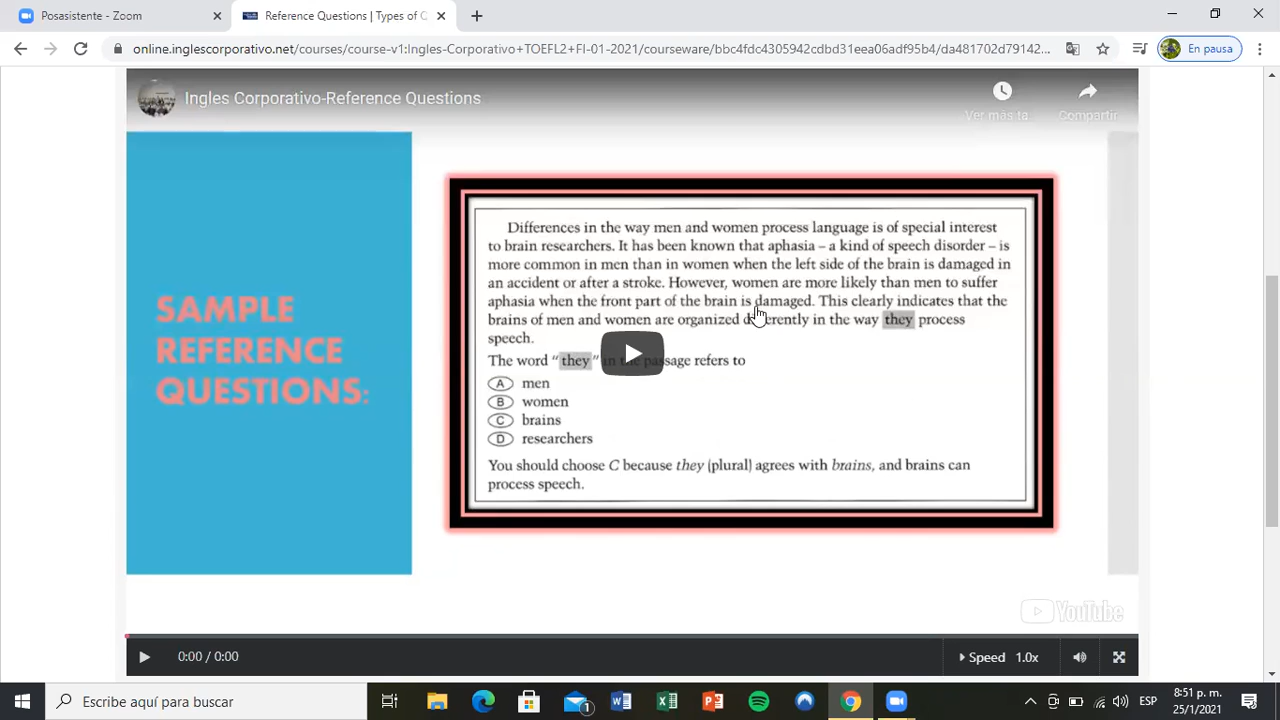 Posasistente - Zoom
Reference Questions | Types of Q
online.inglescorporativo.net/courses/course-v1:Ingles-Corporativo+TOEFL2+FI-01-2021/courseware/bbc4fdc4305942cdbd31eea06adf95b4/da481702d79142...
En pausa
Ingles Corporativo-Reference Questions
Ver más ta
Compartir
SAMPLE
REFERENCE
QUESTIONS:
Differences in the way men and women process language is of special interest
to brain researchers. It has been known that aphasia – a kind of speech disorder – is
more common in men than in women when the left side of the brain is damaged in
an accident or after a stroke. However, women are more likely than men to suffer
aphasia when the front part of the brain is damaged. This clearly indicates that the
brains of men and women are organized differently in the way they process
speech.
The word "they" in the passage refers to
A men
B women
C brains
D researchers
You should choose C because they (plural) agrees with brains, and brains can
process speech.
YouTube
0:00 / 0:00
Speed 1.0x
Escribe aquí para buscar
1
ESP
8:51 p. m.
25/1/2021